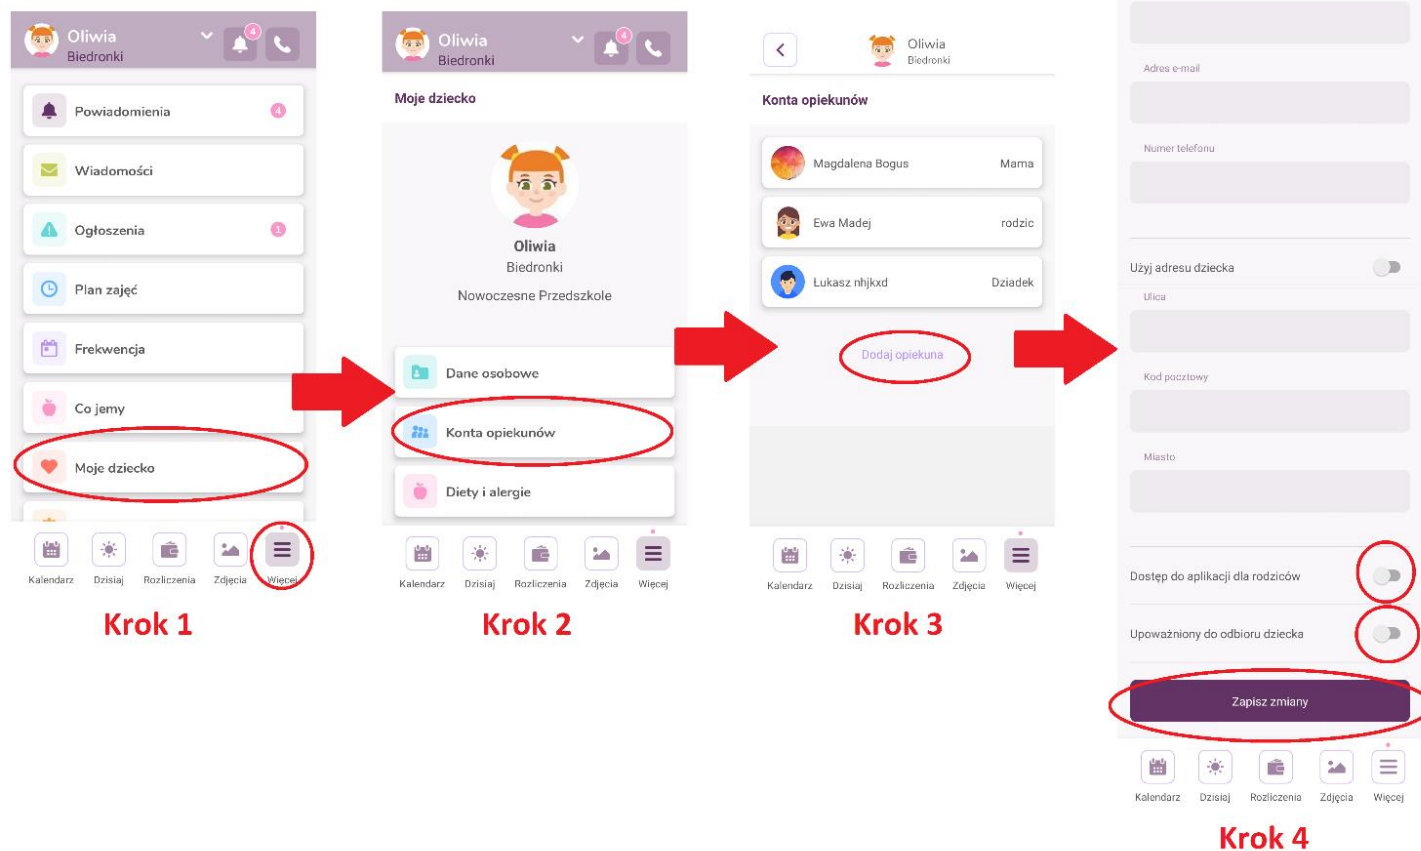 Oliwia
Biedronki
4
Powiadomienia
4
Wiadomości
Ogłoszenia
1
Plan zajęć
Frekwencja
Co jemy
Moje dziecko
Kalendarz
Dzisiaj
Rozliczenia
Zdjęcia
Więcej
Krok 1
Oliwia
Biedronki
4
Moje dziecko
Oliwia
Biedronki
Nowoczesne Przedszkole
Dane osobowe
Konta opiekunów
Diety i alergie
Kalendarz
Dzisiaj
Rozliczenia
Zdjęcia
Więcej
Krok 2
Oliwia
Biedronki
Konta opiekunów
Magdalena Bogus Mama
Ewa Madej rodzic
Łukasz nhjkxd Dziadek
Dodaj opiekuna
Kalendarz
Dzisiaj
Rozliczenia
Zdjęcia
Więcej
Krok 3
Adres e-mail
Numer telefonu
Użyj adresu dziecka
Ulica
Kod pocztowy
Miasto
Dostęp do aplikacji dla rodziców
Upoważniony do odbioru dziecka
Zapisz zmiany
Kalendarz
Dzisiaj
Rozliczenia
Zdjęcia
Więcej
Krok 4